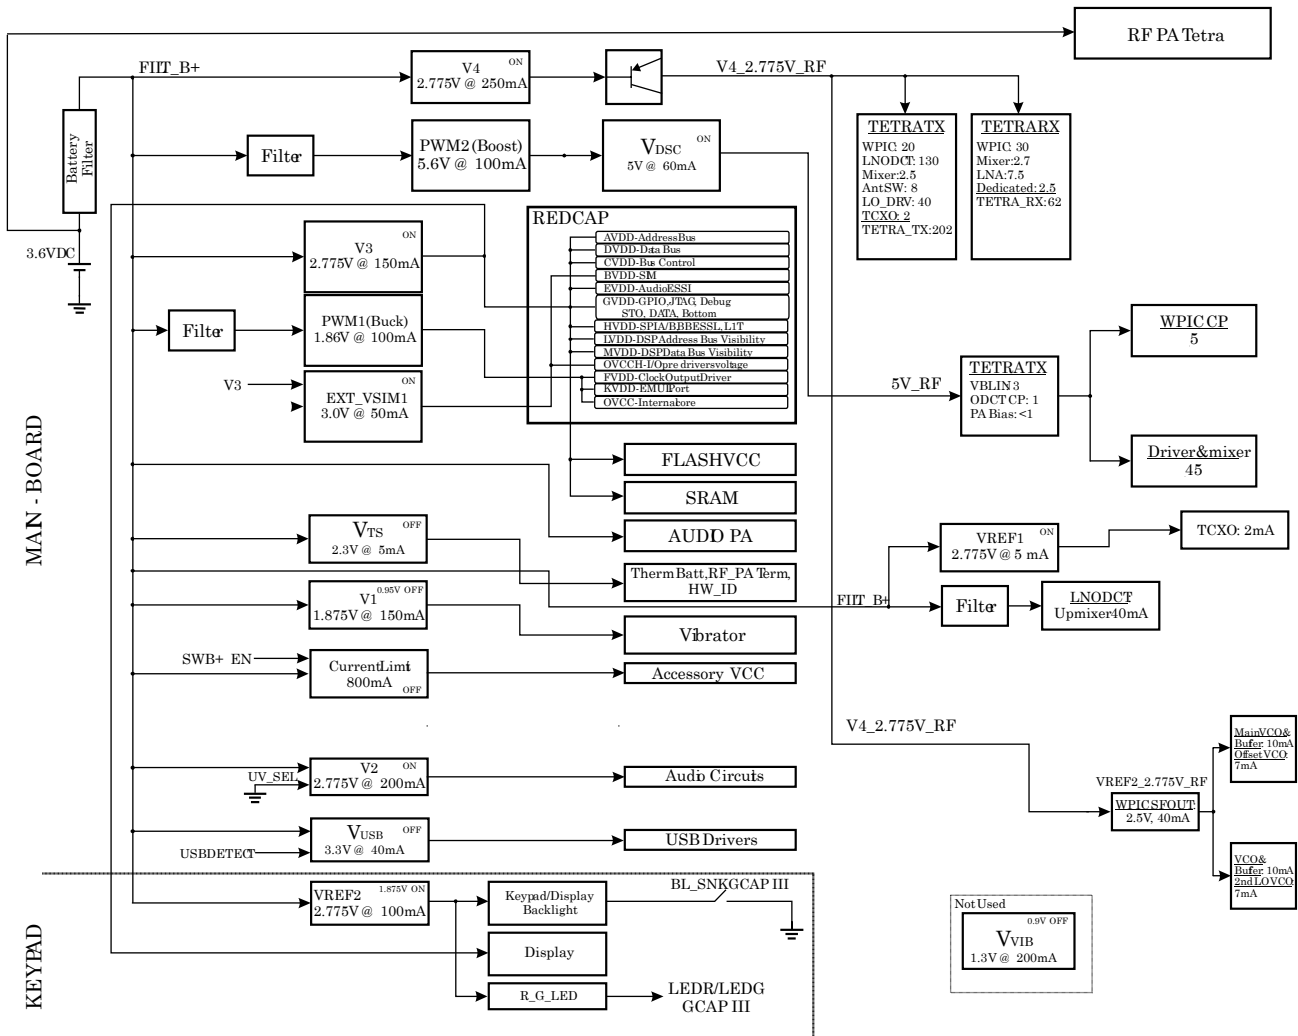 RF PA Tetra
FIIT_B+
V4
ON
2.775V @ 250mA
V4_2.775V_RF
Battery
Filter
Filter
PWM2 (Boost)
5.6V @ 100mA
VDSC
ON
5V @ 60mA
TETRATX
WPIC: 20
LNODCT: 130
Mixer:2.5
AntSW: 8
LO_DRV: 40
TCXO: 2
TETRA_TX:202
TETRARX
WPIC: 30
Mixer:2.7
LNA:7.5
Dedicated: 2.5
TETRA_RX:62
3.6VDC
V3
ON
2.775V @ 150mA
REDCAP
AVDD-AddressBus
DVDD-Data Bus
CVDD-Bus Control
BVDD-SIM
EVDD-AudioESSI
GVDD-GPIO,JTAG, Debug
STO, DATA, Bottom
HVDD-SPIA/BBBESSL, L1T
LVDD-DSPAddress Bus Visibility
MVDD-DSPData Bus Visibility
OVCCH-I/Opre driversvoltage
FVDD-ClockOutputDriver
KVDD-EMUIPort
OVCC-Internalcore
Filter
PWM1(Buck)
1.86V @ 100mA
V3
EXT_VSIM1
ON
3.0V @ 50mA
WPIC CP
5
5V_RF
TETRATX
VBLIN 3
ODCT CP: 1
PA Bias: <1
Driver&mixer
45
MAIN - BOARD
FLASHVCC
SRAM
AUDIO PA
VTS
OFF
2.3V @ 5mA
ThermBatt,RF_PA Term,
HW_ID
VREF1
ON
2.775V @ 5 mA
TCXO: 2mA
V1
0.95V OFF
1.875V @ 150mA
FIIT_B+
Filter
LNODCT
Upmixer40mA
Vibrator
SWB+ EN
CurrentLimit
800mA
OFF
Accessory VCC
V4_2.775V_RF
UV_SEL
V2
ON
2.775V @ 200mA
Audio Circuits
VREF2_2.775V_RF
WPIC SFOUT:
2.5V, 40mA
MainVCO&
Buffer: 10mA
OffsetVCO:
7mA
USBDETECT
VUSB
OFF
3.3V @ 40mA
USB Drivers
VCO&
Buffer: 10mA
2ndLOVCO:
7mA
KEYPAD
VREF2
1.875V ON
2.775V @ 100mA
Keypad/Display
Backlight
BL_SNKGCAP III
Display
R_G_LED
LEDR/LEDG
GCAP III
Not Used
0.9V OFF
VVIB
1.3V @ 200mA